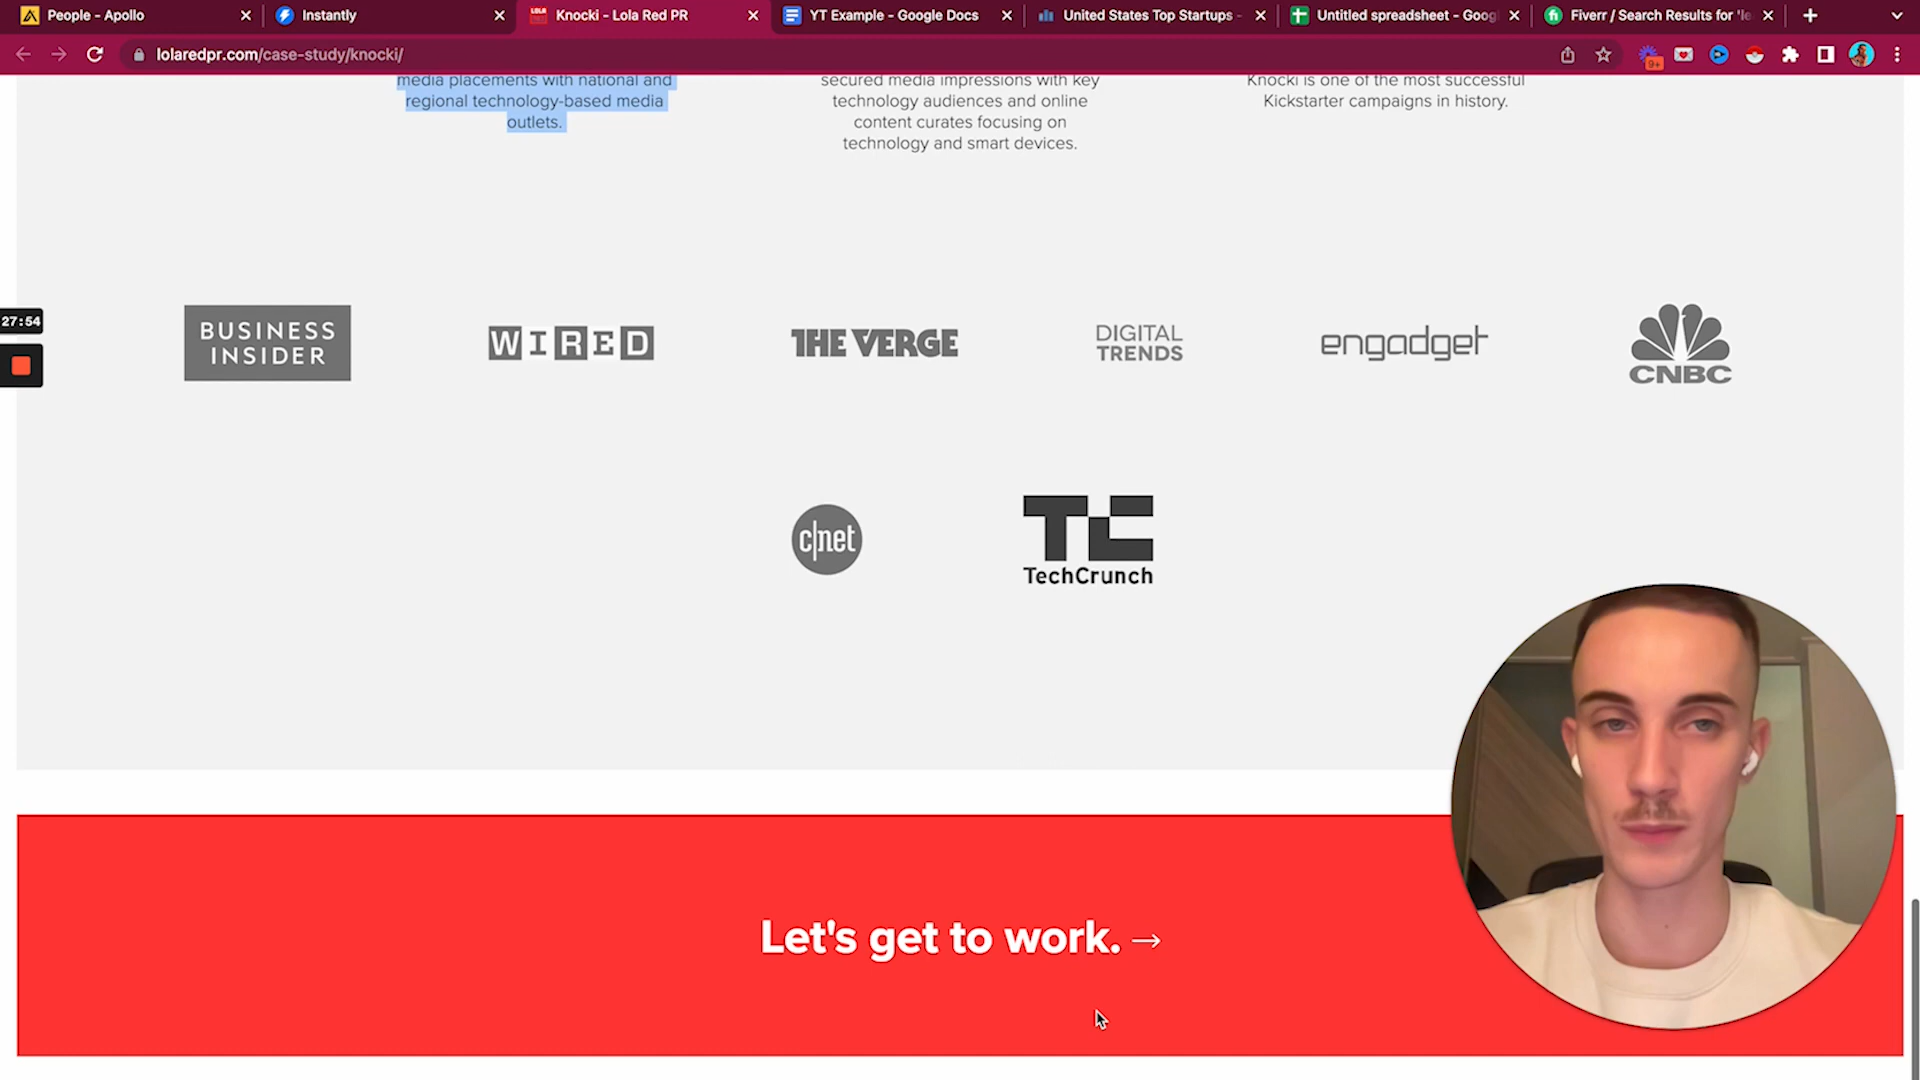 People - Apollo
Instantly
Knocki - Lola Red PR
YT Example - Google Docs
United States Top Startups -
Untitled spreadsheet - Goog
Fiverr / Search Results for 'le
lolaredpr.com/case-study/knocki/
9+
media placements with national and
regional technology-based media
outlets.
secured media impressions with key
technology audiences and online
content curates focusing on
technology and smart devices.
Knocki is one of the most successful
Kickstarter campaigns in history.
27:54
BUSINESS
INSIDER
WIRED
THE VERGE
DIGITAL
TRENDS
engadget
CNBC
c|net
TC
TechCrunch
Let's get to work. →